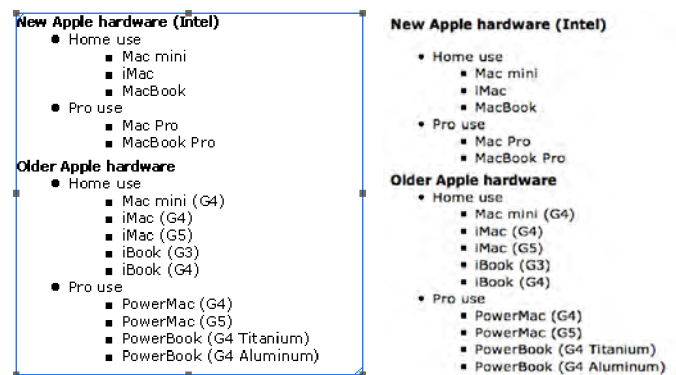 New Apple hardware (Intel)
● Home use
■ Mac mini
■ iMac
■ MacBook
● Pro use
■ Mac Pro
■ MacBook Pro
Older Apple hardware
● Home use
■ Mac mini (G4)
■ iMac (G4)
■ iMac (G5)
■ iBook (G3)
■ iBook (G4)
● Pro use
■ PowerMac (G4)
■ PowerMac (G5)
■ PowerBook (G4 Titanium)
■ PowerBook (G4 Aluminum)
New Apple hardware (Intel)
• Home use
▪ Mac mini
▪ iMac
▪ MacBook
• Pro use
▪ Mac Pro
▪ MacBook Pro
Older Apple hardware
• Home use
▪ Mac mini (G4)
▪ iMac (G4)
▪ iMac (G5)
▪ iBook (G3)
▪ iBook (G4)
• Pro use
▪ PowerMac (G4)
▪ PowerMac (G5)
▪ PowerBook (G4 Titanium)
▪ PowerBook (G4 Aluminum)